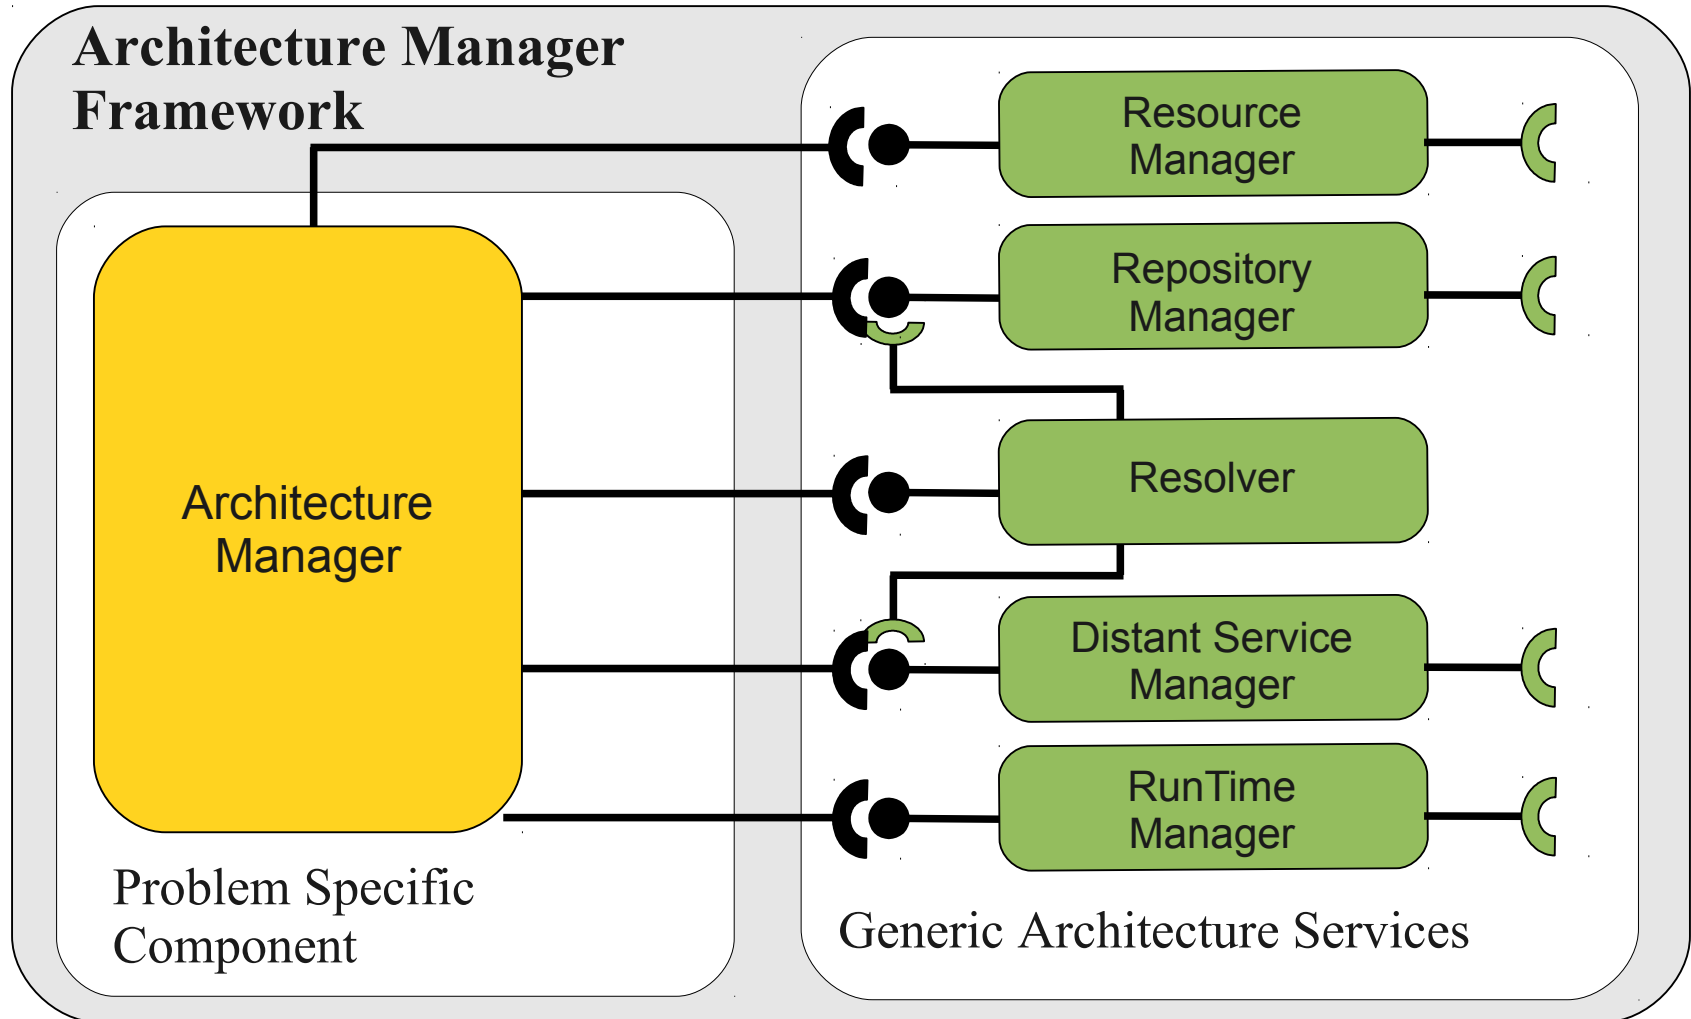 Architecture Manager
Framework
Resource
Manager
Repository
Manager
Resolver
Architecture
Manager
Distant Service
Manager
RunTime
Manager
Problem Specific
Component
Generic Architecture Services